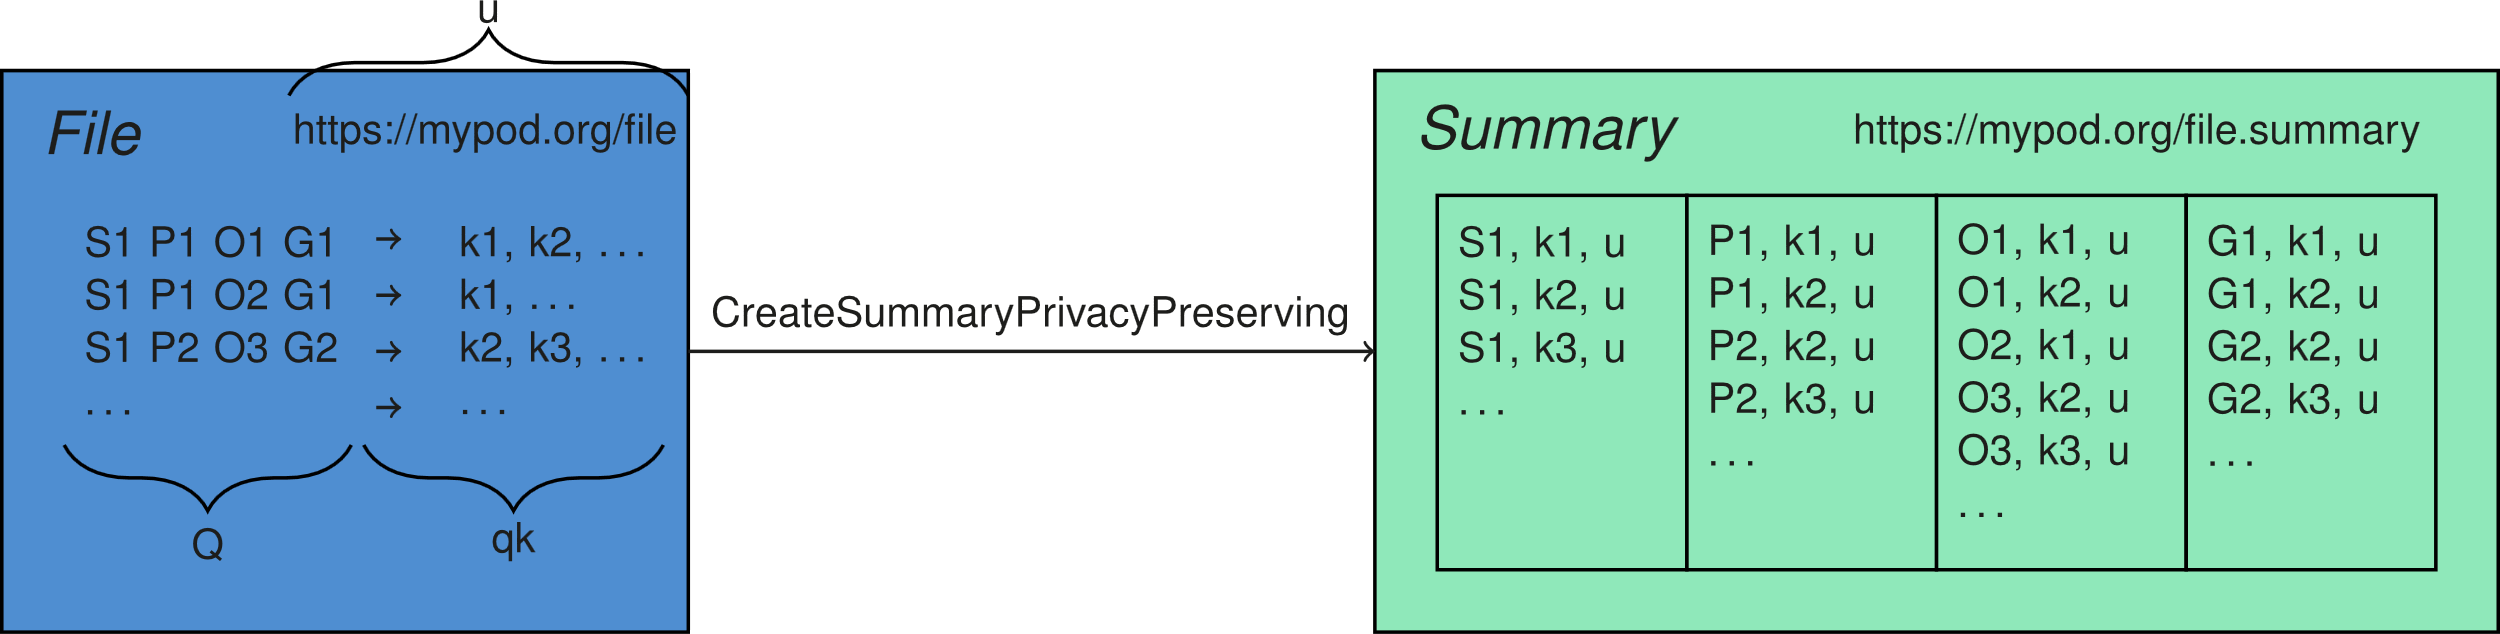 u
File https://mypod.org/file
S1 P1 O1 G1 → k1, k2, . . .
S1 P1 O2 G1 → k1, . . .
S1 P2 O3 G2 → k2, k3, . . .
. . . → . . .
Q
qk
CreateSummaryPrivacyPreserving
Summary https://mypod.org/file.summary
S1, k1, u
S1, k2, u
S1, k3, u
. . .
P1, k1, u
P1, k2, u
P2, k2, u
P2, k3, u
. . .
O1, k1, u
O1, k2, u
O2, k1, u
O3, k2, u
O3, k3, u
. . .
G1, k1, u
G1, k2, u
G2, k2, u
G2, k3, u
. . .